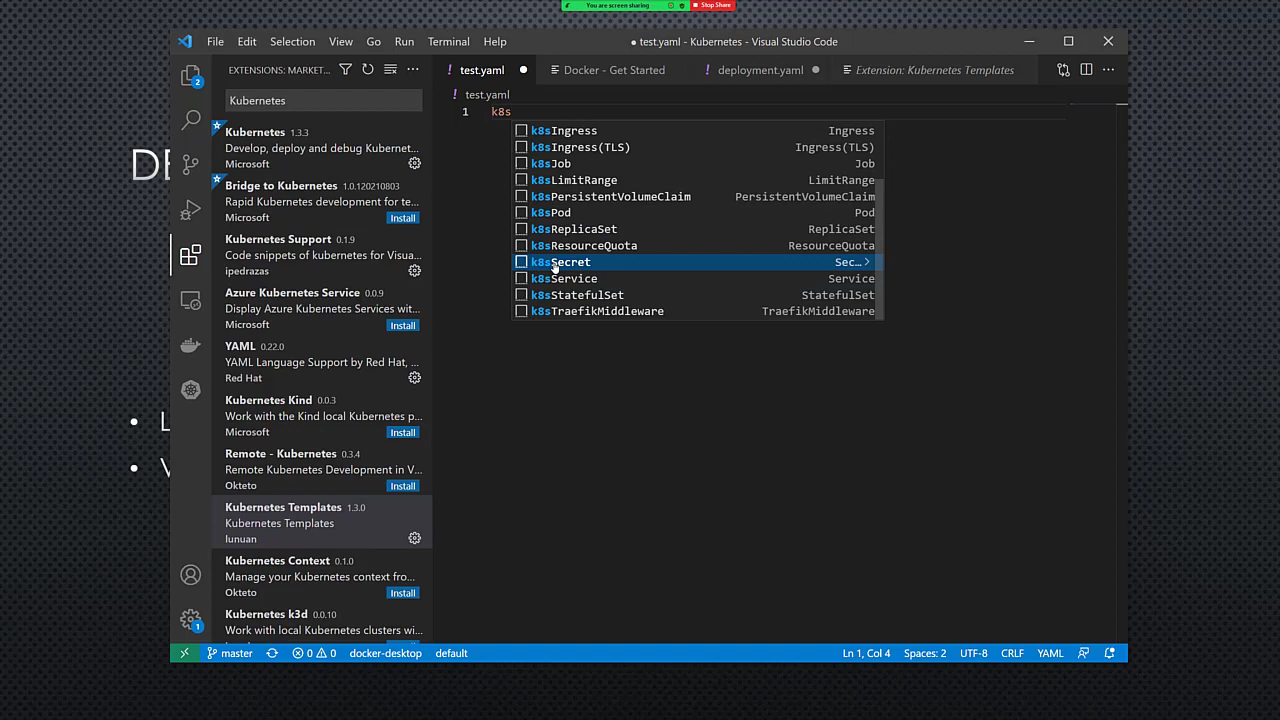 You are screen sharing
Stop Share
File Edit Selection View Go Run Terminal Help
● test.yaml - Kubernetes - Visual Studio Code
EXTENSIONS: MARKET...
test.yaml
Docker - Get Started
deployment.yaml
Extension: Kubernetes Templates
2
Kubernetes
test.yaml
1 k8s
Kubernetes 1.3.3
Develop, deploy and debug Kubernet...
Microsoft
Bridge to Kubernetes 1.0.120210803
Rapid Kubernetes development for te...
Microsoft Install
Kubernetes Support 0.1.9
Code snippets of kubernetes for Visua...
ipedrazas
Azure Kubernetes Service 0.0.9
Display Azure Kubernetes Services wit...
Microsoft Install
YAML 0.22.0
YAML Language Support by Red Hat, ...
Red Hat
Kubernetes Kind 0.0.3
Work with the Kind local Kubernetes p...
Microsoft Install
Remote - Kubernetes 0.3.4
Remote Kubernetes Development in V...
Okteto Install
Kubernetes Templates 1.3.0
Kubernetes Templates
lunuan
Kubernetes Context 0.1.0
Manage your Kubernetes context fro...
Okteto Install
Kubernetes k3d 0.0.10
Work with local Kubernetes clusters wi...
k8sIngress Ingress
k8sIngress(TLS) Ingress(TLS)
k8sJob Job
k8sLimitRange LimitRange
k8sPersistentVolumeClaim PersistentVolumeClaim
k8sPod Pod
k8sReplicaSet ReplicaSet
k8sResourceQuota ResourceQuota
k8sSecret Sec...
k8sService Service
k8sStatefulSet StatefulSet
k8sTraefikMiddleware TraefikMiddleware
1
master 0 0 docker-desktop default
Ln 1, Col 4 Spaces: 2 UTF-8 CRLF YAML
DE
• L